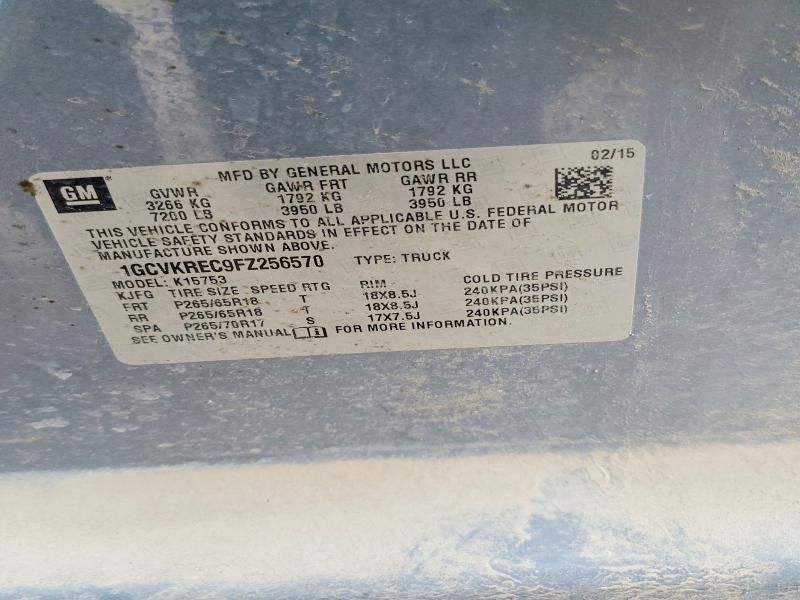 GM
MFD BY GENERAL MOTORS LLC 02/15
GVWR GAWR FRT GAWR RR
3266 KG 1792 KG 1792 KG
7200 LB 3950 LB 3950 LB
THIS VEHICLE CONFORMS TO ALL APPLICABLE U.S. FEDERAL MOTOR
VEHICLE SAFETY STANDARDS IN EFFECT ON THE DATE OF
MANUFACTURE SHOWN ABOVE.
1GCVKREC9FZ256570 TYPE: TRUCK
MODEL: K15753
KJFG TIRE SIZE SPEED RTG RIM COLD TIRE PRESSURE
FRT P265/65R18 T 18X8.5J 240KPA(35PSI)
RR P265/65R18 T 18X8.5J 240KPA(35PSI)
SPA P265/70R17 S 17X7.5J 240KPA(35PSI)
SEE OWNER'S MANUAL FOR MORE INFORMATION.